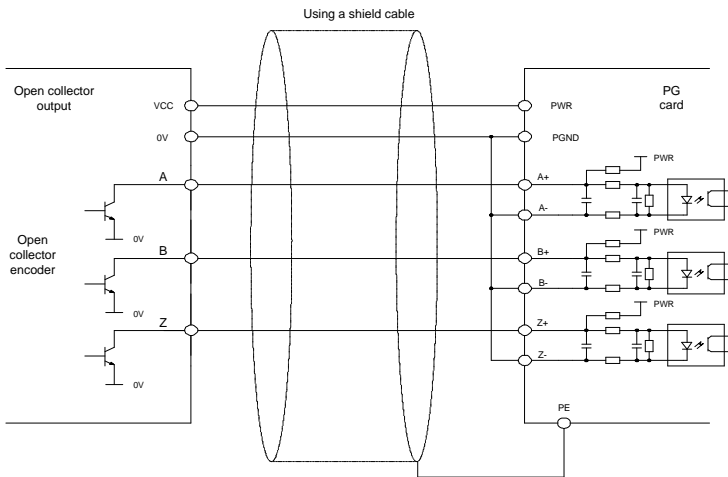 Using a shield cable
Open collector
output
VCC
PWR
PG
card
0V
PGND
PWR
A
A+
0V
A-
Open
collector
encoder
PWR
B
B+
0V
B-
PWR
Z
Z+
0V
Z-
PE